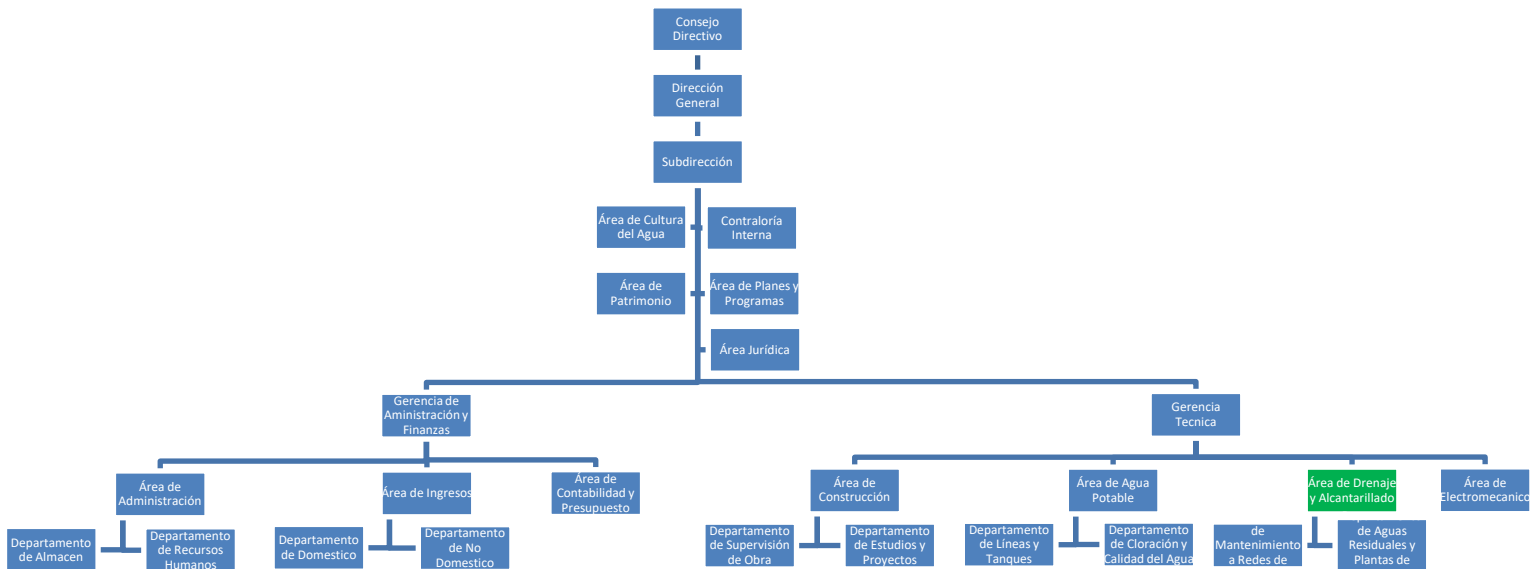 Consejo
Directivo
Dirección
General
Subdirección
Área de Cultura
del Agua
Contraloría
Interna
Área de
Patrimonio
Área de Planes y
Programas
Área Jurídica
Gerencia de
Aministración y
Finanzas
Gerencia
Tecnica
Área de
Administración
Área de Ingresos
Área de
Contabilidad y
Presupuesto
Área de
Construcción
Área de Agua
Potable
Área de Drenaje
y Alcantarillado
Área de
Electromecanico
Departamento
de Almacen
Departamento
de Recursos
Humanos
Departamento
de Domestico
Departamento
de No
Domestico
Departamento
de Supervisión
de Obra
Departamento
de Estudios y
Proyectos
Departamento
de Líneas y
Tanques
Departamento
de Cloración y
Calidad del Agua
de
Mantenimiento
a Redes de
de Aguas
Residuales y
Plantas de